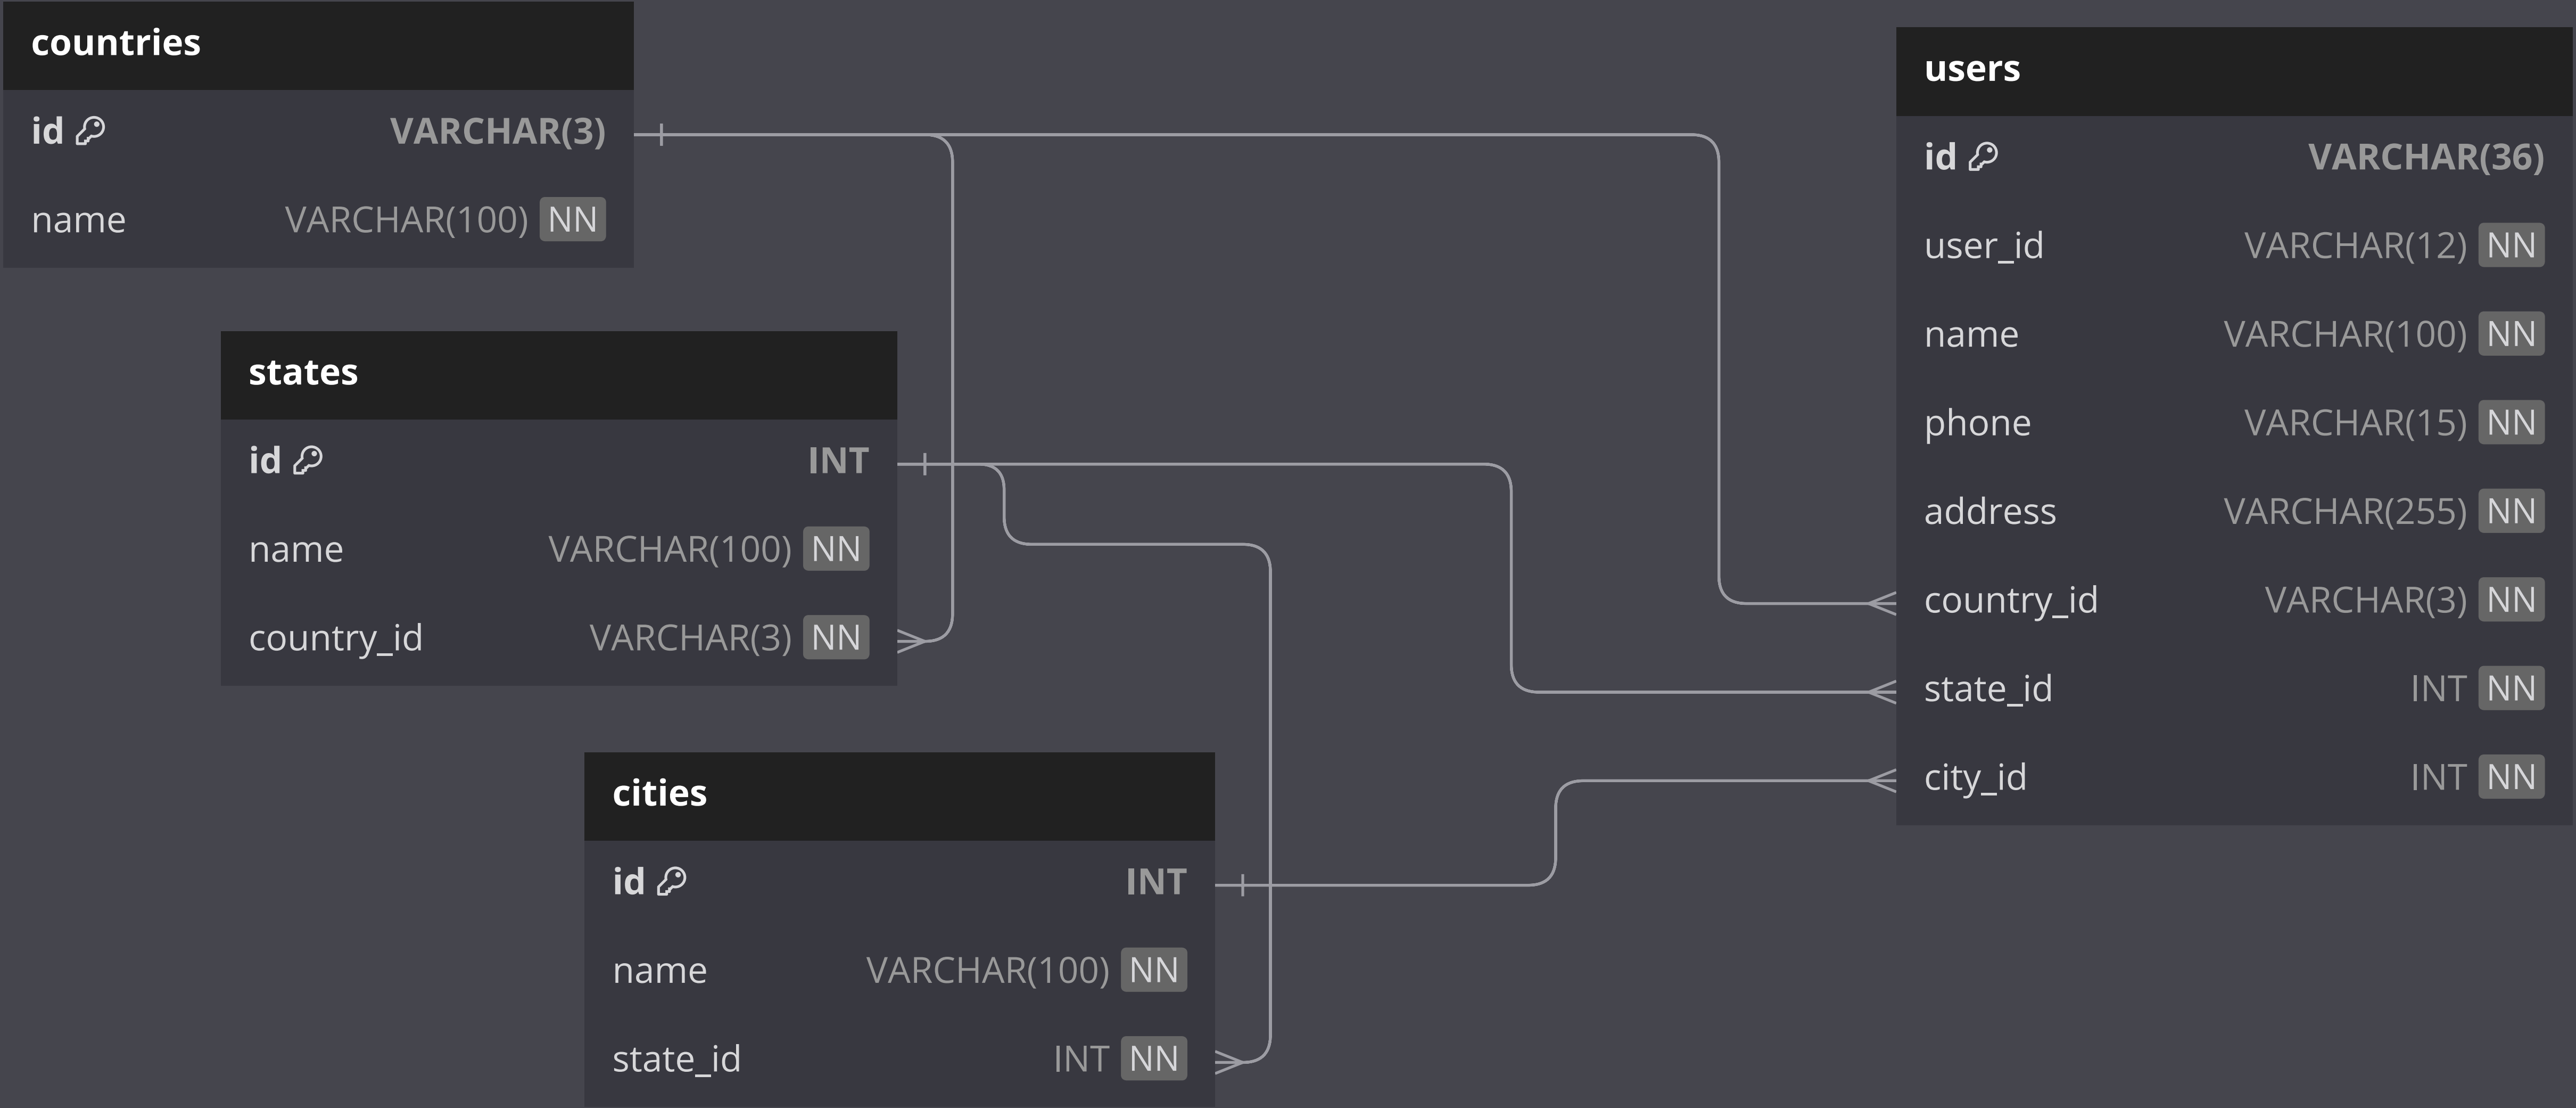 countries
id VARCHAR(3)
name VARCHAR(100) NN
states
id INT
name VARCHAR(100) NN
country_id VARCHAR(3) NN
cities
id INT
name VARCHAR(100) NN
state_id INT NN
users
id VARCHAR(36)
user_id VARCHAR(12) NN
name VARCHAR(100) NN
phone VARCHAR(15) NN
address VARCHAR(255) NN
country_id VARCHAR(3) NN
state_id INT NN
city_id INT NN